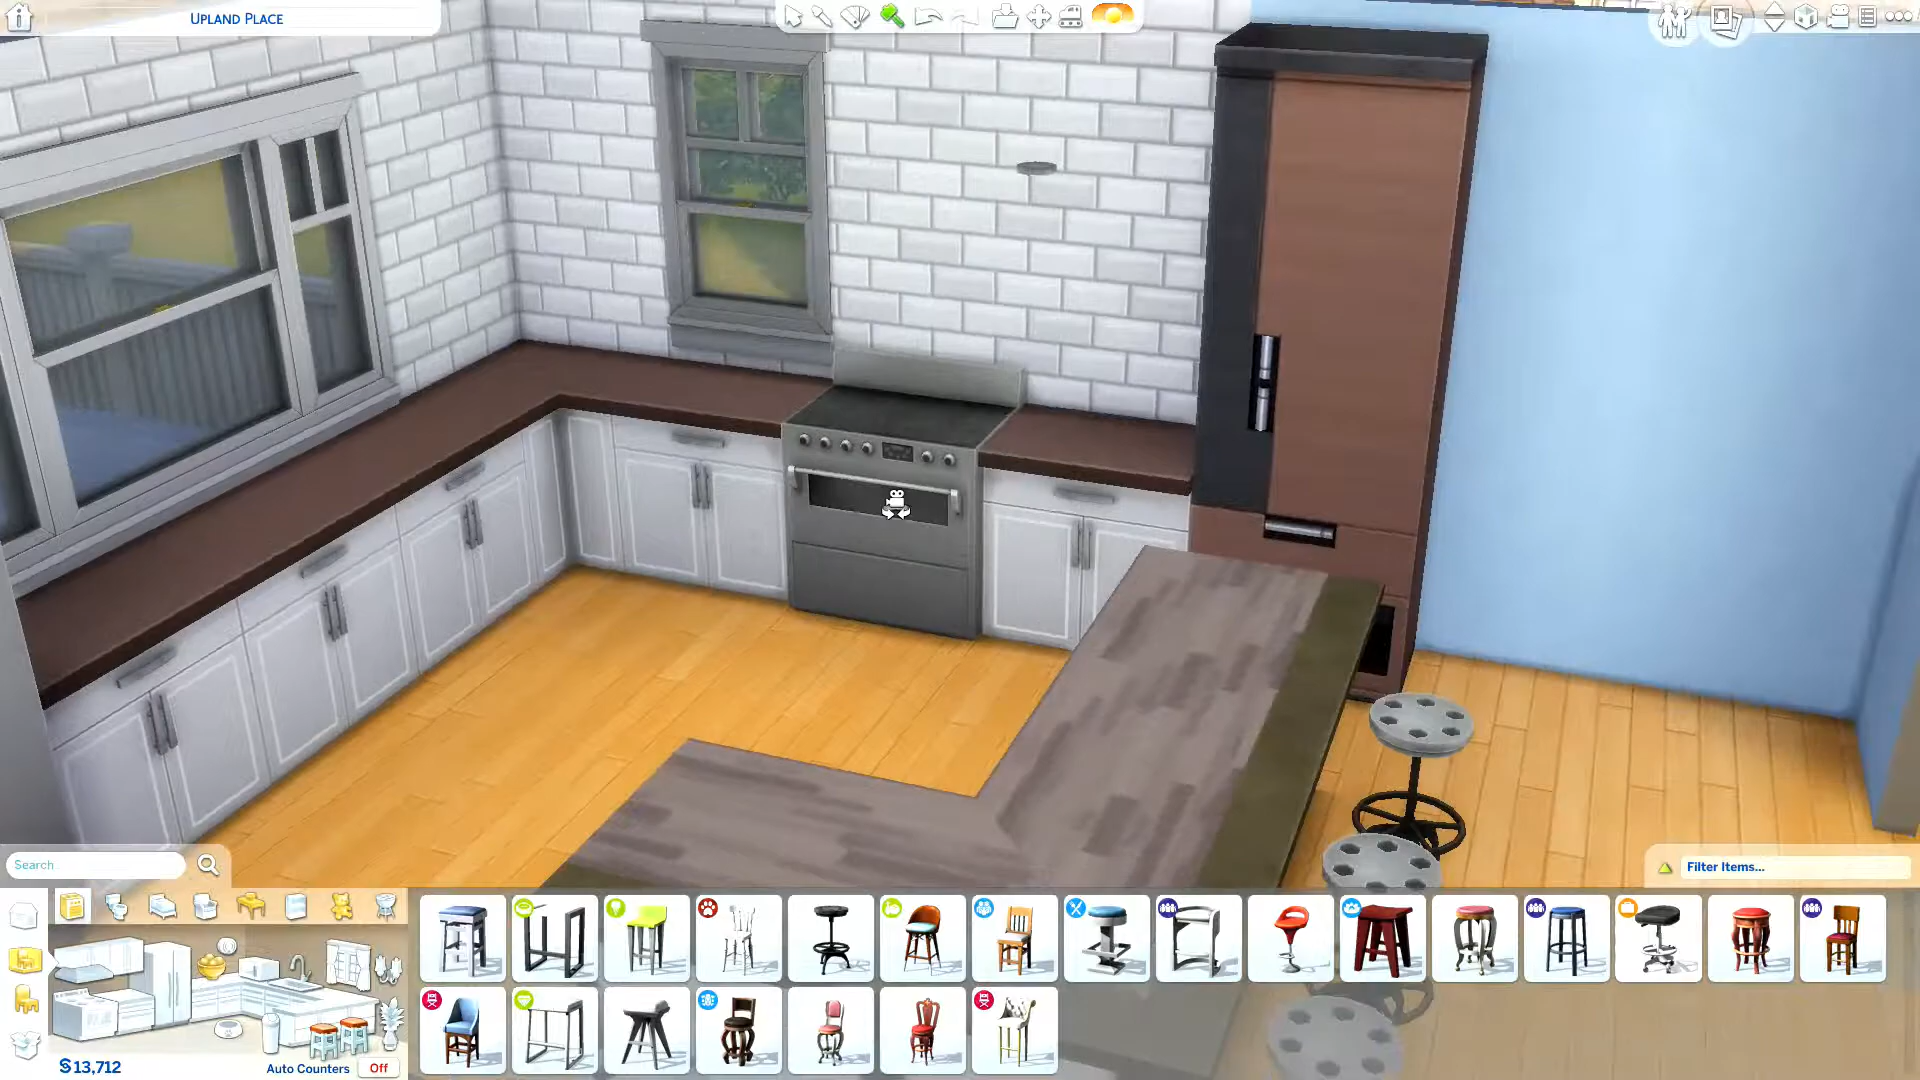 UPLAND PLACE
Search
Filter Items...
§13,712
Auto Counters
Off